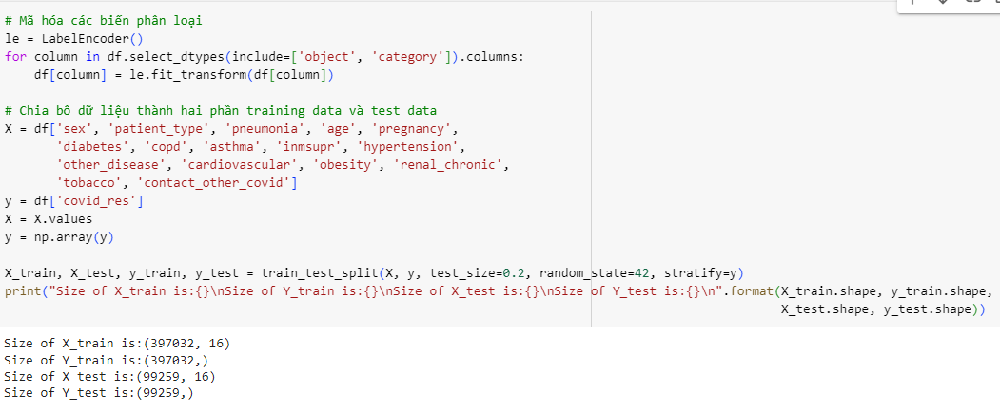 # Mã hóa các biến phân loại
le = LabelEncoder()
for column in df.select_dtypes(include=['object', 'category']).columns:
    df[column] = le.fit_transform(df[column])

# Chia bô dữ liệu thành hai phần training data và test data
X = df['sex', 'patient_type', 'pneumonia', 'age', 'pregnancy',
       'diabetes', 'copd', 'asthma', 'inmsupr', 'hypertension',
       'other_disease', 'cardiovascular', 'obesity', 'renal_chronic',
       'tobacco', 'contact_other_covid']
y = df['covid_res']
X = X.values
y = np.array(y)

X_train, X_test, y_train, y_test = train_test_split(X, y, test_size=0.2, random_state=42, stratify=y)
print("Size of X_train is:{}\nSize of Y_train is:{}\nSize of X_test is:{}\nSize of Y_test is:{}\n".format(X_train.shape, y_train.shape,
                                                                                                          X_test.shape, y_test.shape))

Size of X_train is:(397032, 16)
Size of Y_train is:(397032,)
Size of X_test is:(99259, 16)
Size of Y_test is:(99259,)